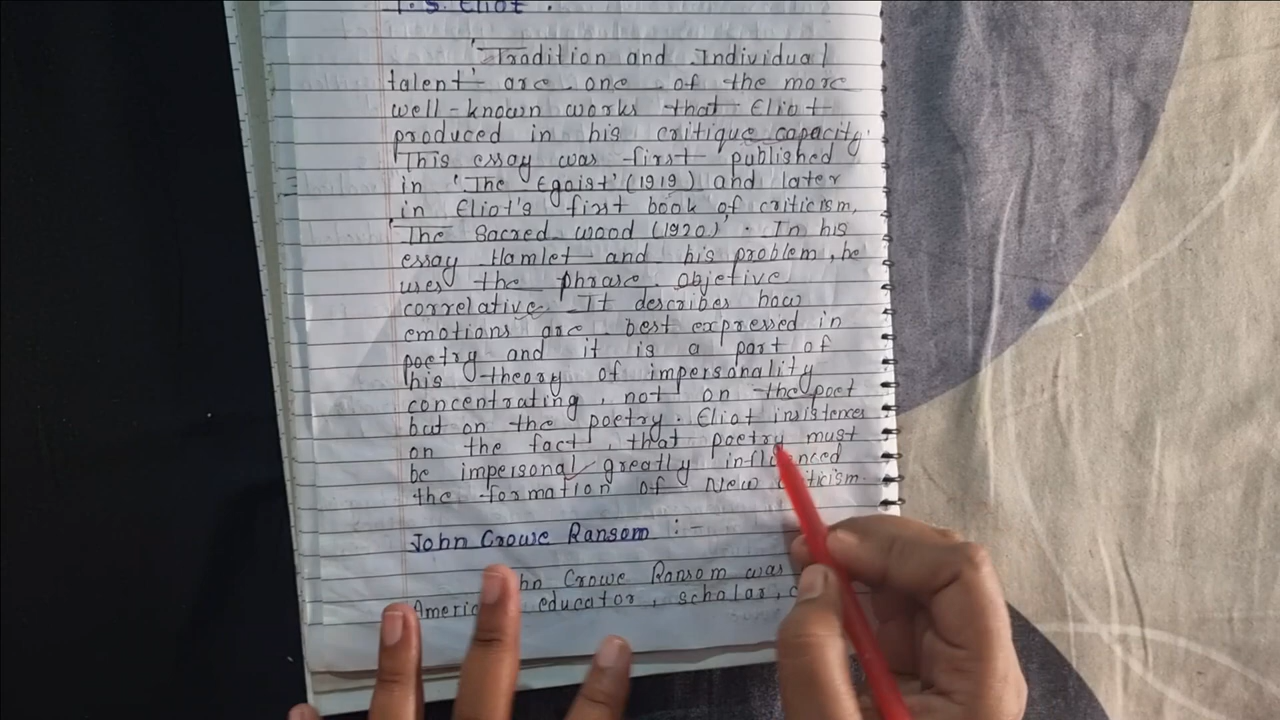 T. S. Eliot.
'Tradition and Individual
talent' are one of the more
well-known works that Eliot
produced in his critique capacity.
This essay was first published
in 'The Egoist' (1919) and later
in Eliot's first book of criticism,
'The Sacred wood (1920)'. In his
essay Hamlet and his problem, he
uses the phrase objetive
correlative. It describes how
emotions are best expressed in
poetry and it is a part of
his theory of impersonality
concentrating, not on the poet
but on the poetry. Eliot insistences
on the fact, that poetry must
be impersonal greatly influenced
the formation of New criticism.
John Crowe Ransom :-
Crowe Ransom was
educator, scholar,